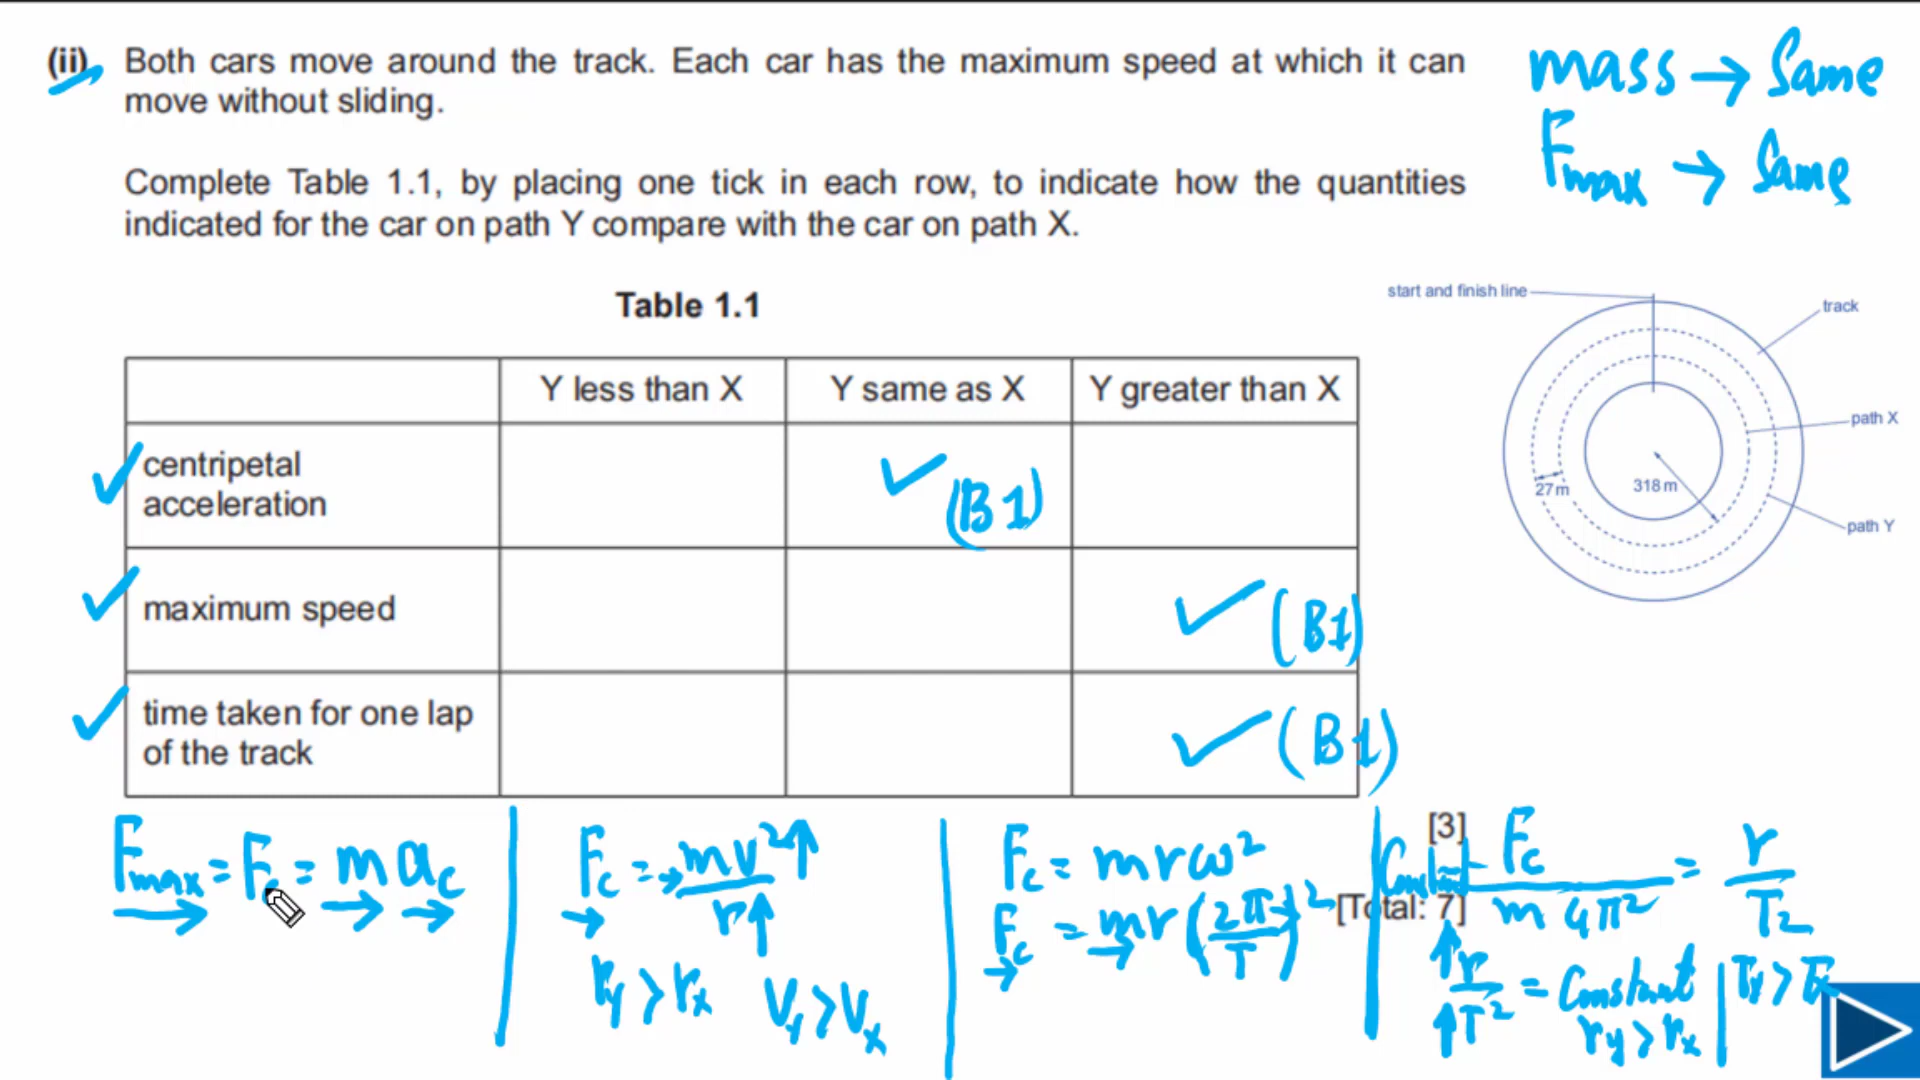 (ii) Both cars move around the track. Each car has the maximum speed at which it can
move without sliding.
mass → Same
Fmax → Same
Complete Table 1.1, by placing one tick in each row, to indicate how the quantities
indicated for the car on path Y compare with the car on path X.
Table 1.1
Y less than X Y same as X Y greater than X
centripetal
acceleration
✓ (B1)
maximum speed
✓ (B1)
time taken for one lap
of the track
✓ (B1)
start and finish line
track
path X
27 m
318 m
path Y
[3]
[Total: 7]
Fmax = Fc = mac
Fc = mv²↑/r↑
ry > rx Vy > Vx
Fc = mrω²
Fc = mr(2π/T)²
Constant Fc/m4π² = r/T2
↑r/↑T² = Constant
ry > rx